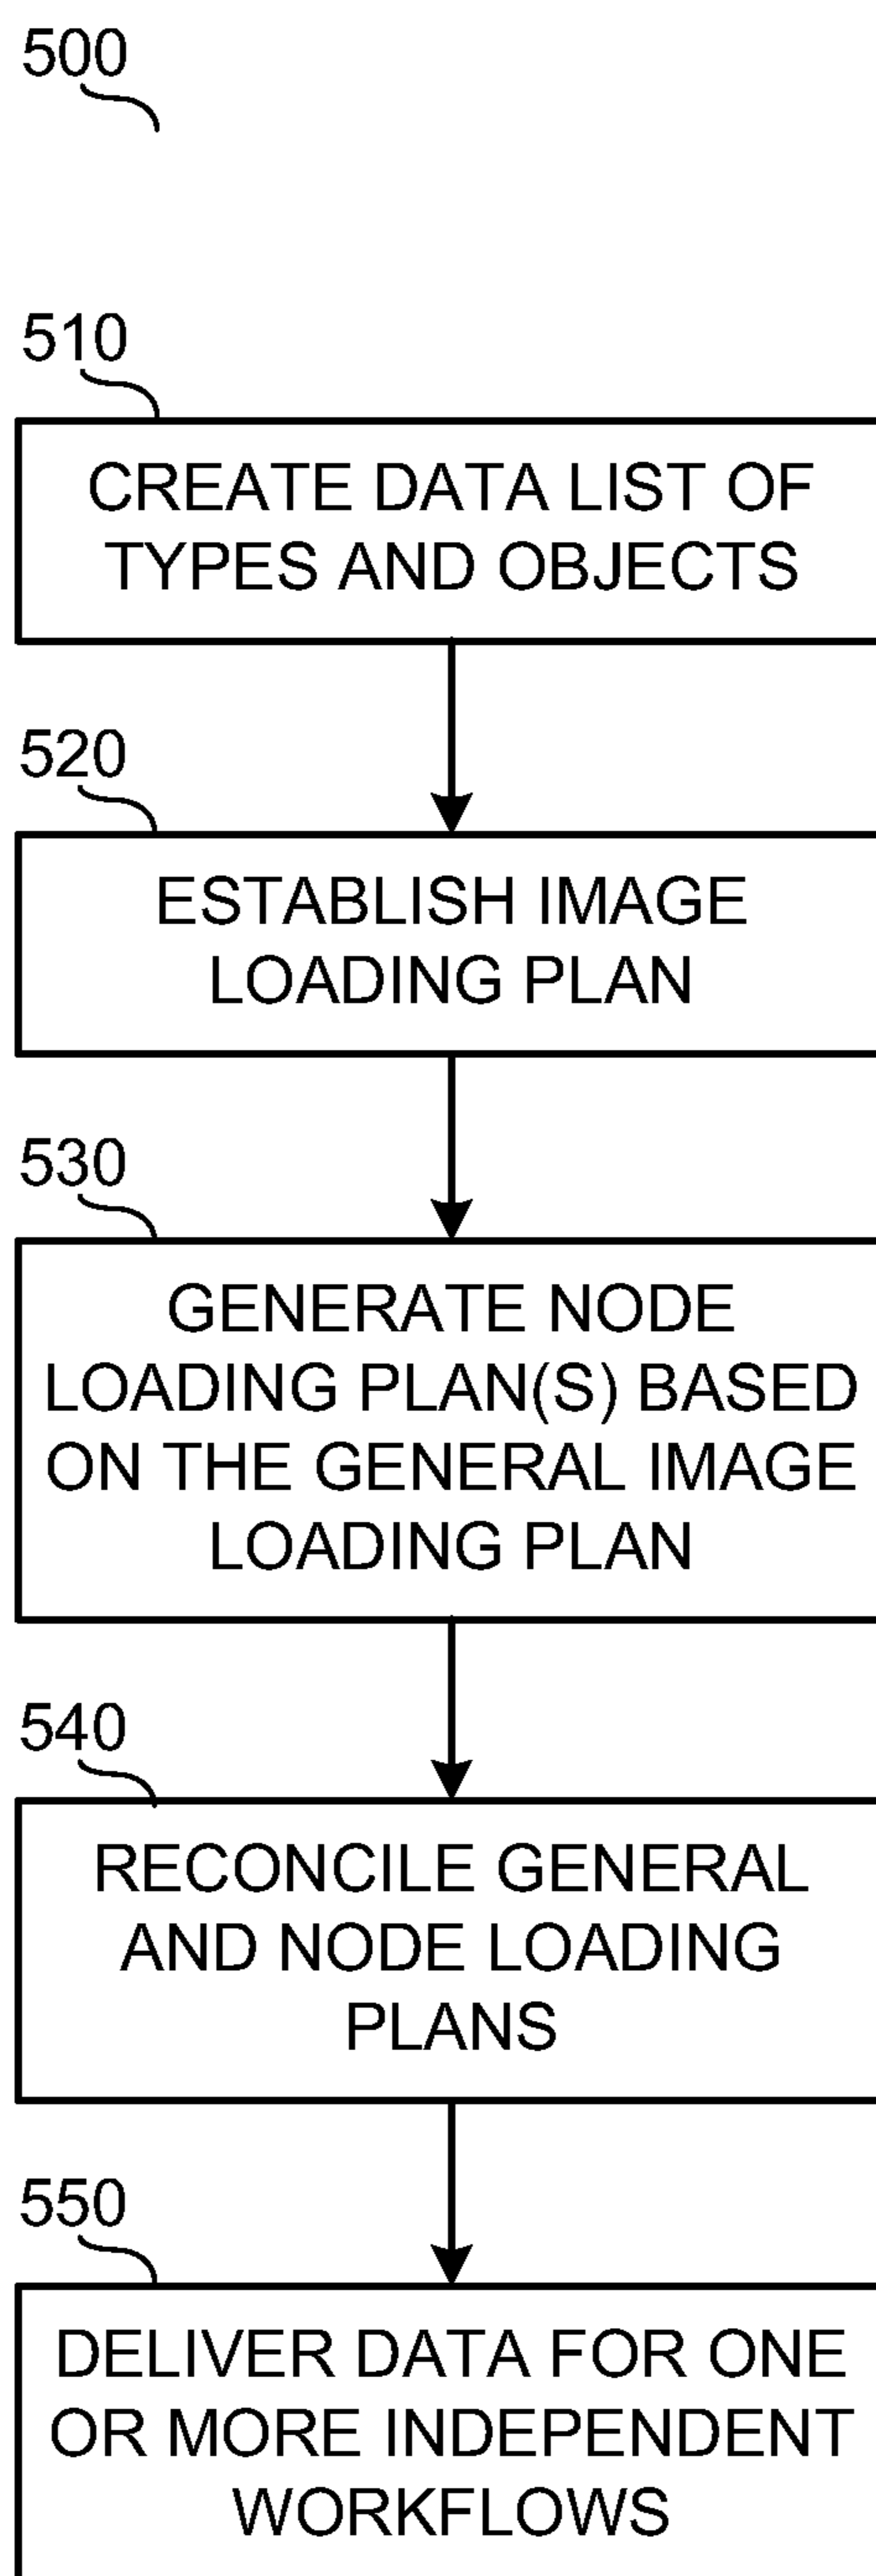 500
510
CREATE DATA LIST OF
TYPES AND OBJECTS
520
ESTABLISH IMAGE
LOADING PLAN
530
GENERATE NODE
LOADING PLAN(S) BASED
ON THE GENERAL IMAGE
LOADING PLAN
540
RECONCILE GENERAL
AND NODE LOADING
PLANS
550
DELIVER DATA FOR ONE
OR MORE INDEPENDENT
WORKFLOWS